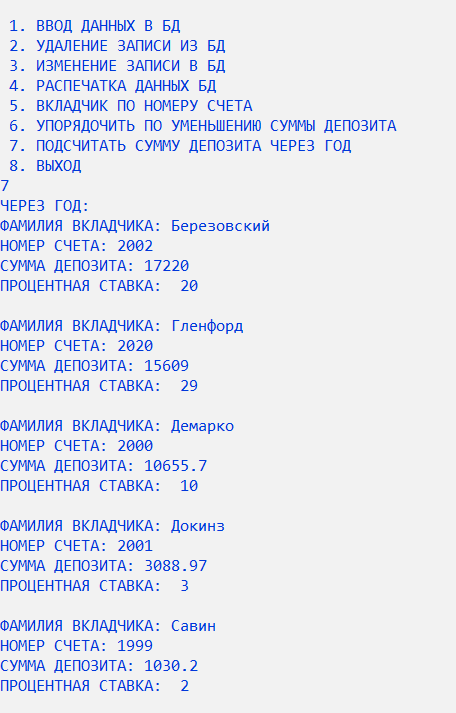 1. ВВОД ДАННЫХ В БД
2. УДАЛЕНИЕ ЗАПИСИ ИЗ БД
3. ИЗМЕНЕНИЕ ЗАПИСИ В БД
4. РАСПЕЧАТКА ДАННЫХ БД
5. ВКЛАДЧИК ПО НОМЕРУ СЧЕТА
6. УПОРЯДОЧИТЬ ПО УМЕНЬШЕНИЮ СУММЫ ДЕПОЗИТА
7. ПОДСЧИТАТЬ СУММУ ДЕПОЗИТА ЧЕРЕЗ ГОД
8. ВЫХОД
7
ЧЕРЕЗ ГОД:
ФАМИЛИЯ ВКЛАДЧИКА: Березовский
НОМЕР СЧЕТА: 2002
СУММА ДЕПОЗИТА: 17220
ПРОЦЕНТНАЯ СТАВКА: 20
ФАМИЛИЯ ВКЛАДЧИКА: Гленфорд
НОМЕР СЧЕТА: 2020
СУММА ДЕПОЗИТА: 15609
ПРОЦЕНТНАЯ СТАВКА: 29
ФАМИЛИЯ ВКЛАДЧИКА: Демарко
НОМЕР СЧЕТА: 2000
СУММА ДЕПОЗИТА: 10655.7
ПРОЦЕНТНАЯ СТАВКА: 10
ФАМИЛИЯ ВКЛАДЧИКА: Докинз
НОМЕР СЧЕТА: 2001
СУММА ДЕПОЗИТА: 3088.97
ПРОЦЕНТНАЯ СТАВКА: 3
ФАМИЛИЯ ВКЛАДЧИКА: Савин
НОМЕР СЧЕТА: 1999
СУММА ДЕПОЗИТА: 1030.2
ПРОЦЕНТНАЯ СТАВКА: 2